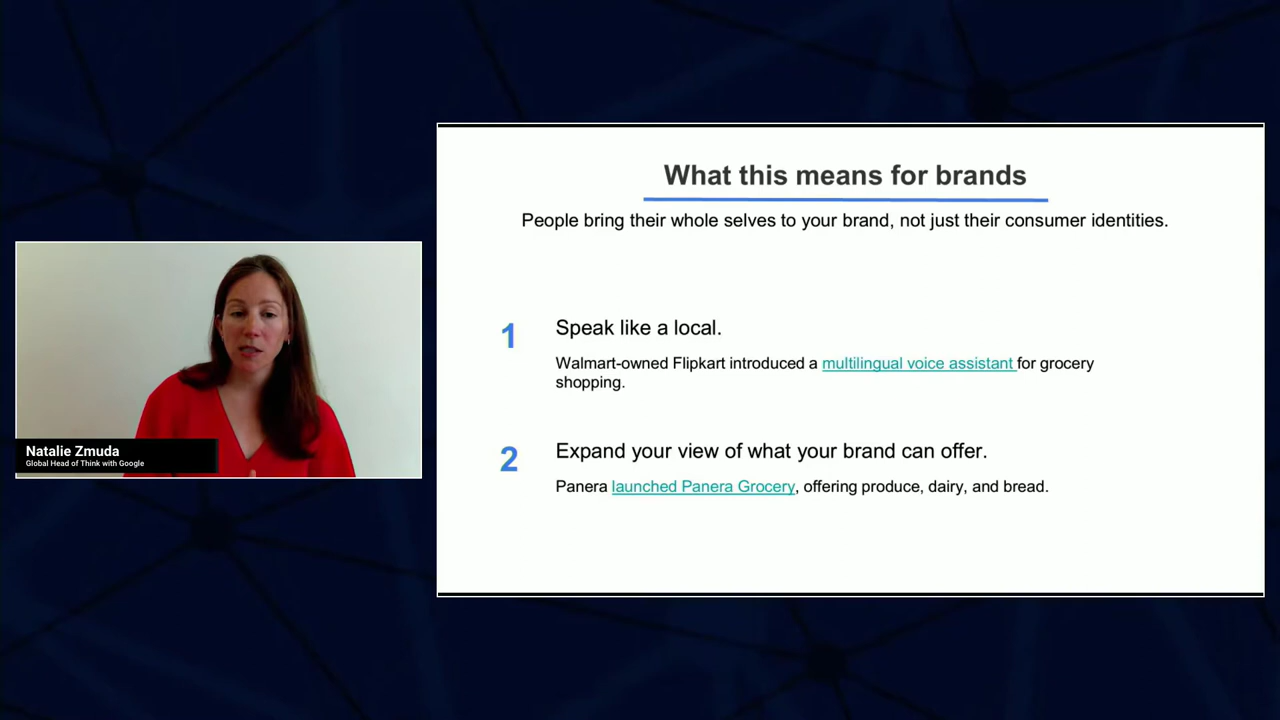 What this means for brands
People bring their whole selves to your brand, not just their consumer identities.
1
Speak like a local.
Walmart-owned Flipkart introduced a multilingual voice assistant for grocery
shopping.
2
Expand your view of what your brand can offer.
Panera launched Panera Grocery, offering produce, dairy, and bread.
Natalie Zmuda
Global Head of Think with Google